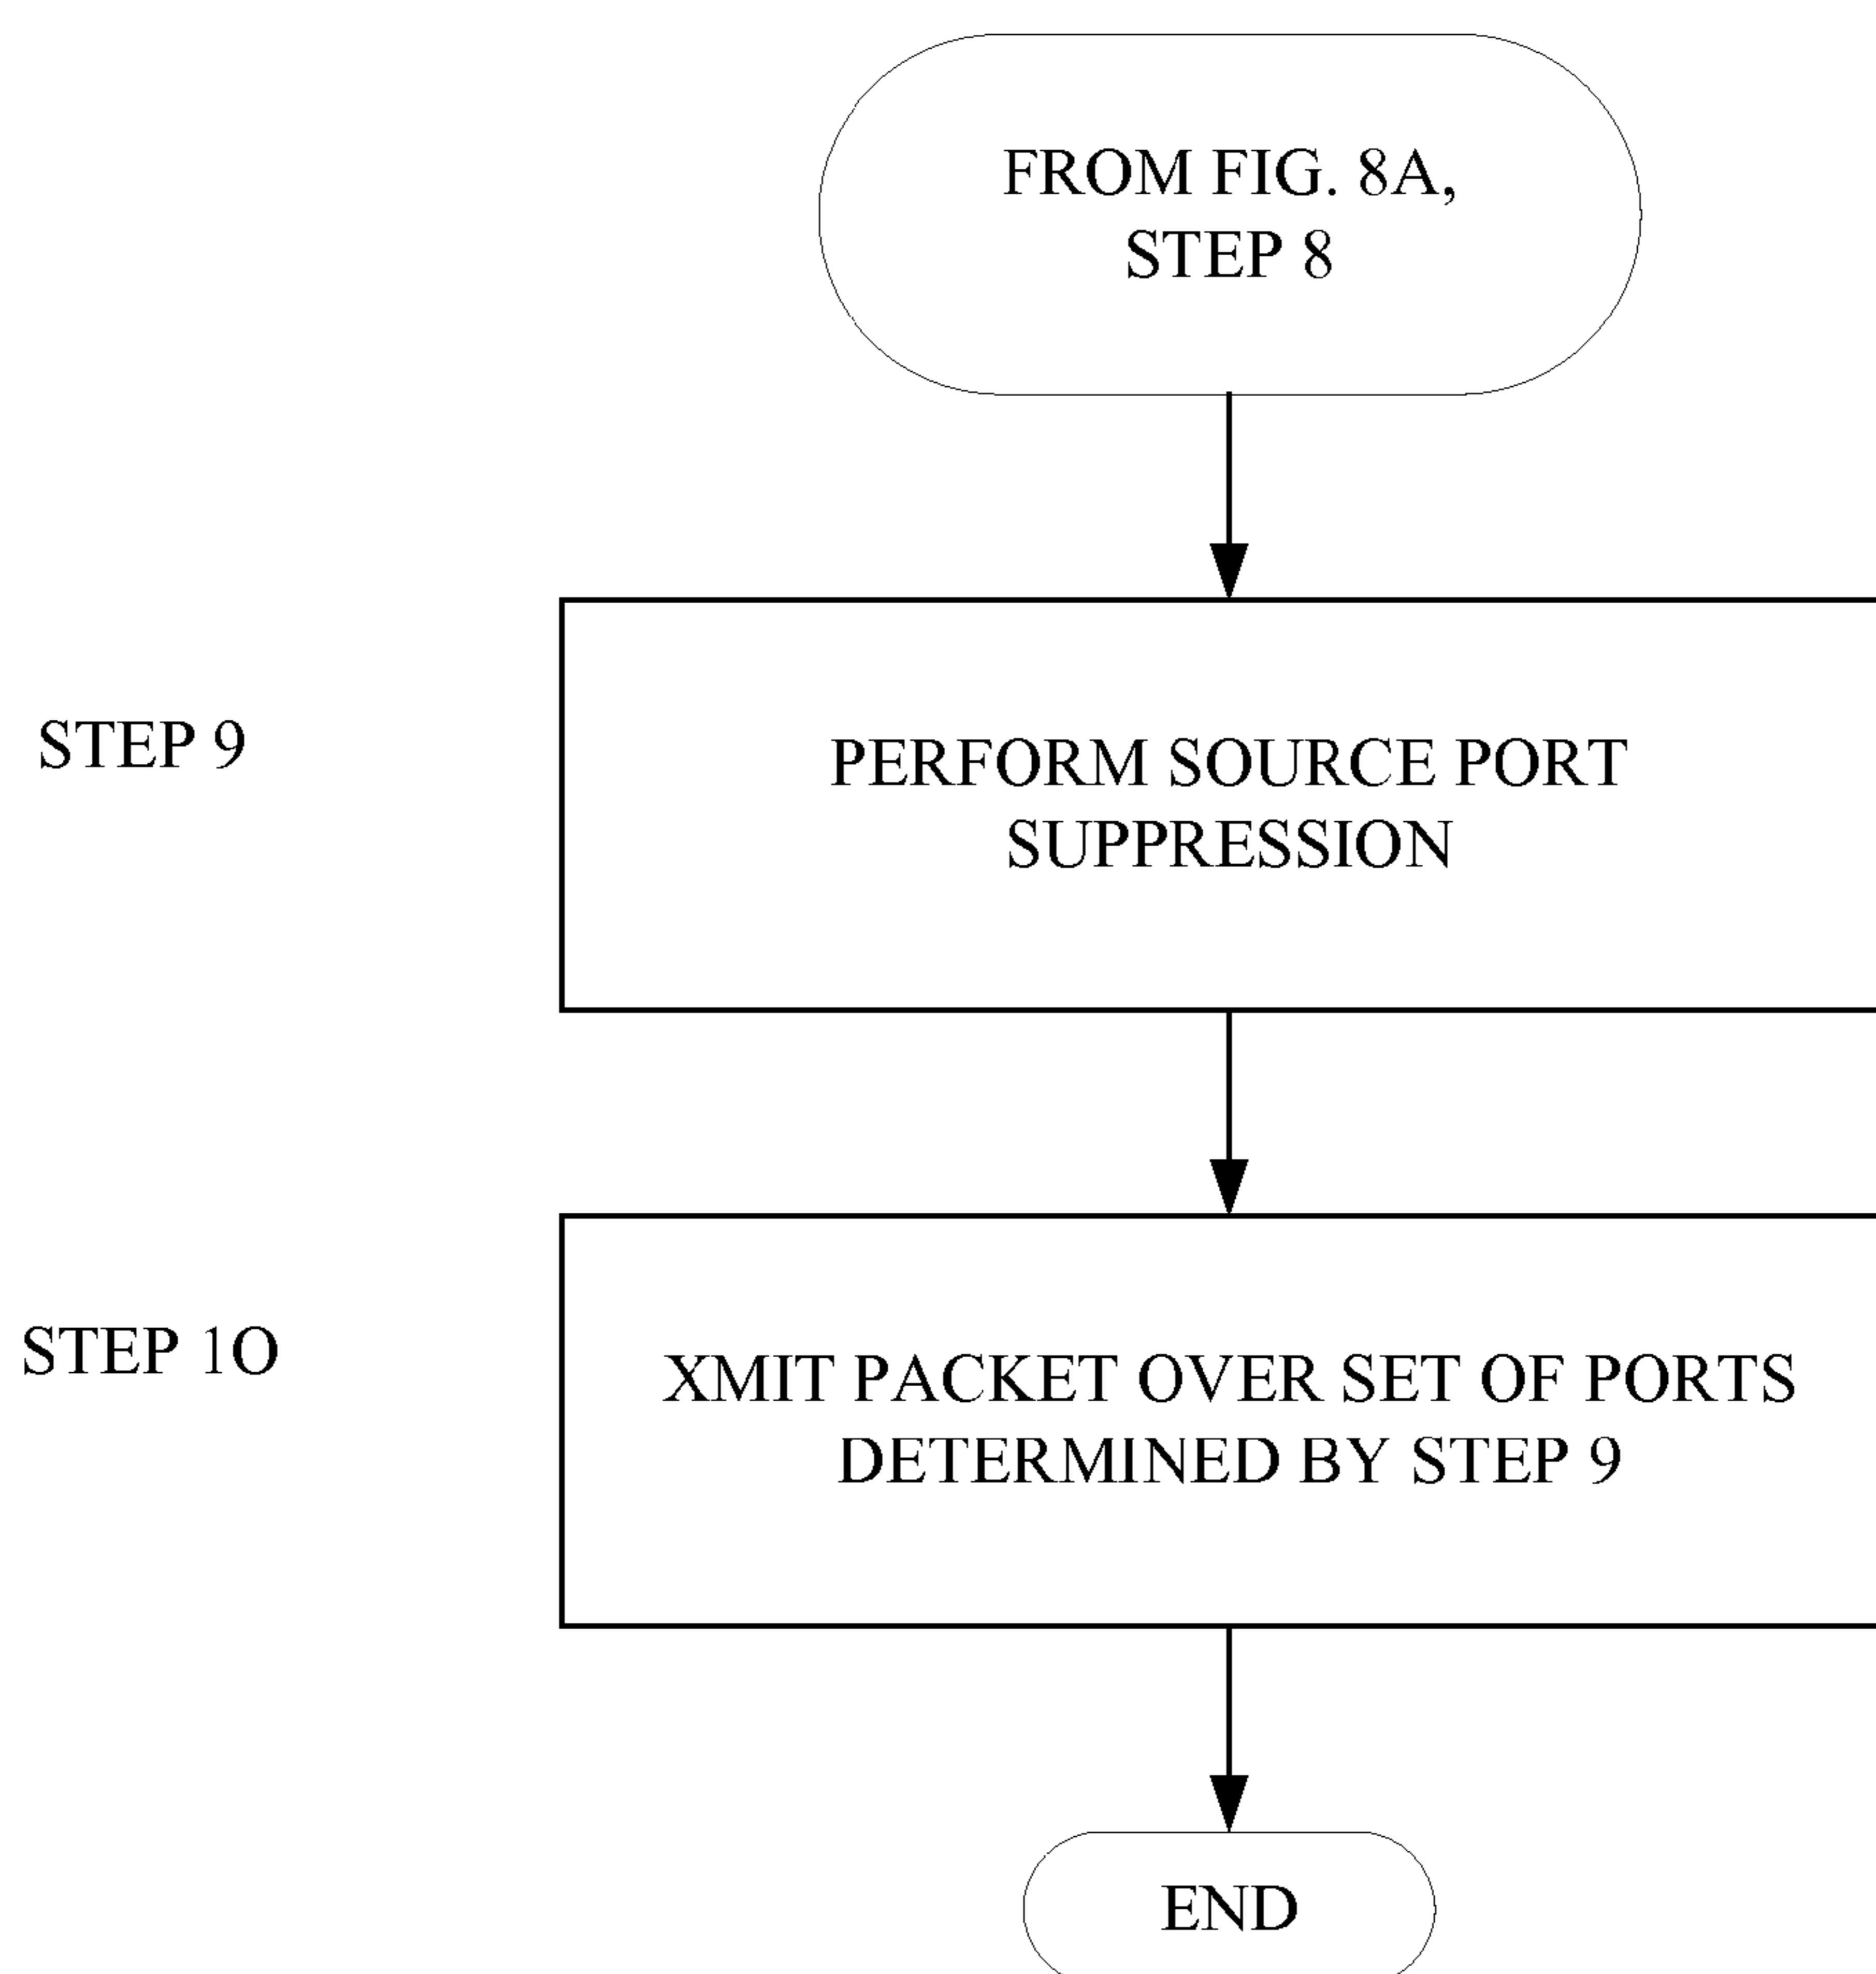 FROM FIG. 8A,
STEP 8
STEP 9
PERFORM SOURCE PORT
SUPPRESSION
STEP 1O
XMIT PACKET OVER SET OF PORTS
DETERMINED BY STEP 9
END